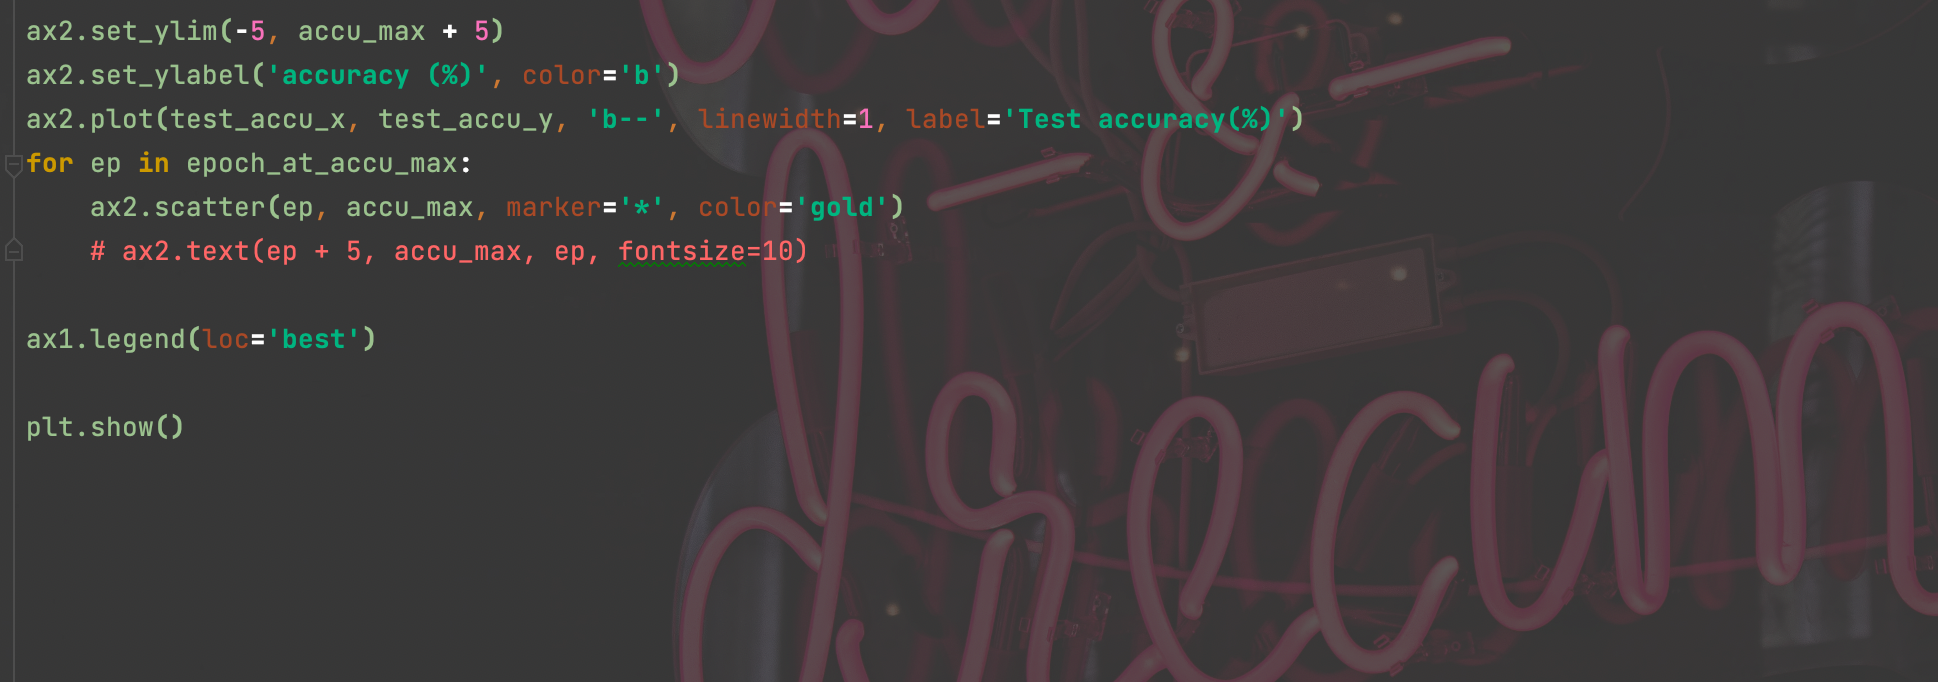 ax2.set_ylim(-5, accu_max + 5)
ax2.set_ylabel('accuracy (%)', color='b')
ax2.plot(test_accu_x, test_accu_y, 'b--', linewidth=1, label='Test accuracy(%)')
for ep in epoch_at_accu_max:
    ax2.scatter(ep, accu_max, marker='*', color='gold')
    # ax2.text(ep + 5, accu_max, ep, fontsize=10)
ax1.legend(loc='best')
plt.show()